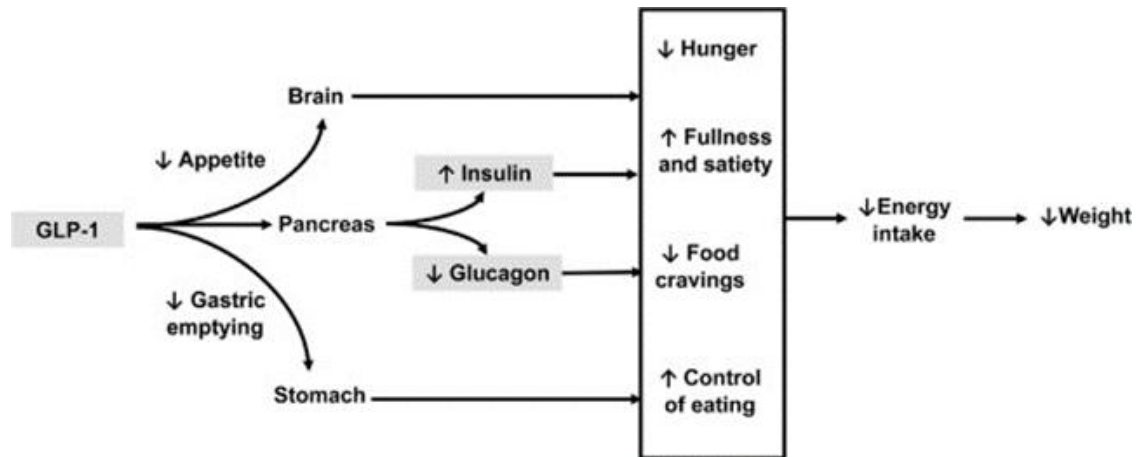 ↓ Hunger
Brain
↑ Fullness
and satiety
↓ Appetite
↑ Insulin
GLP-1
Pancreas
↓Energy
intake
↓Weight
↓ Glucagon
↓ Food
cravings
↓ Gastric
emptying
Stomach
↑ Control
of eating